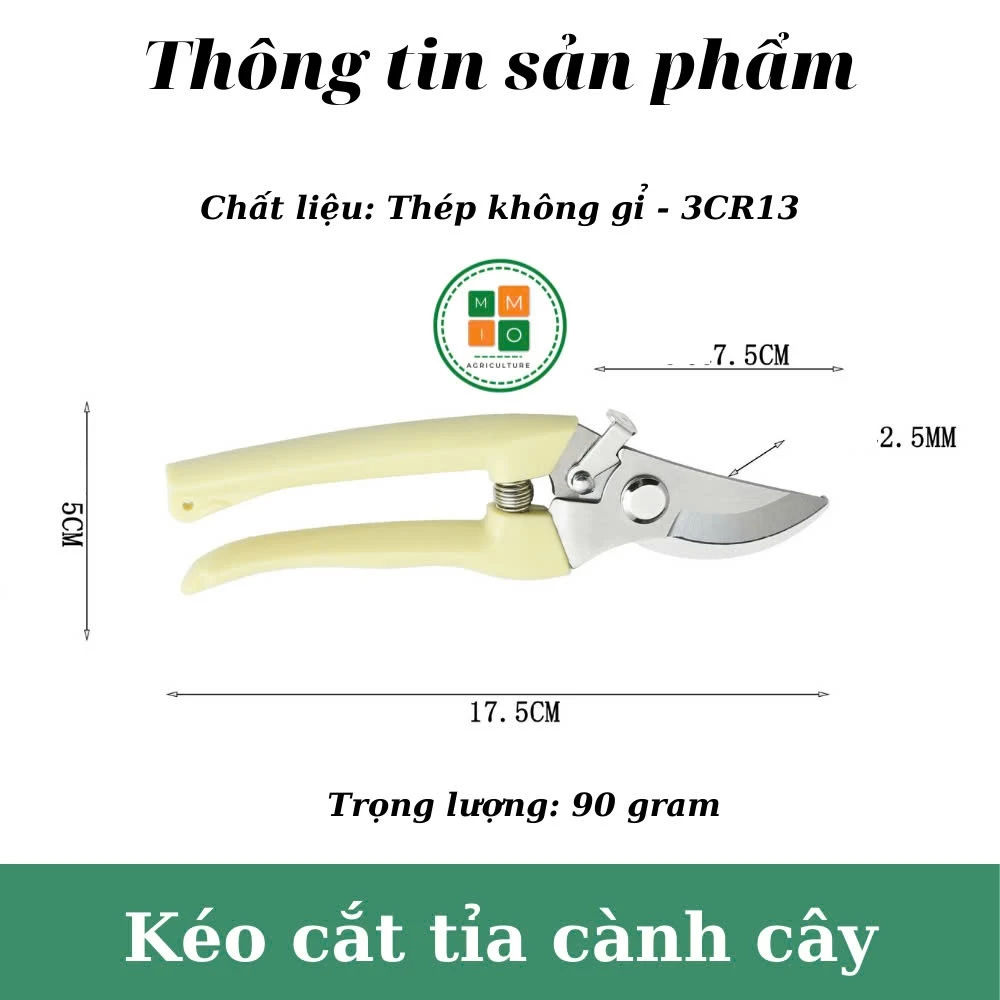 Thông tin sản phẩm
Chất liệu: Thép không gỉ - 3CR13
M M
I O
AGRICULTURE
7.5CM
2.5MM
5CM
17.5CM
Trọng lượng: 90 gram
Kéo cắt tỉa cành cây